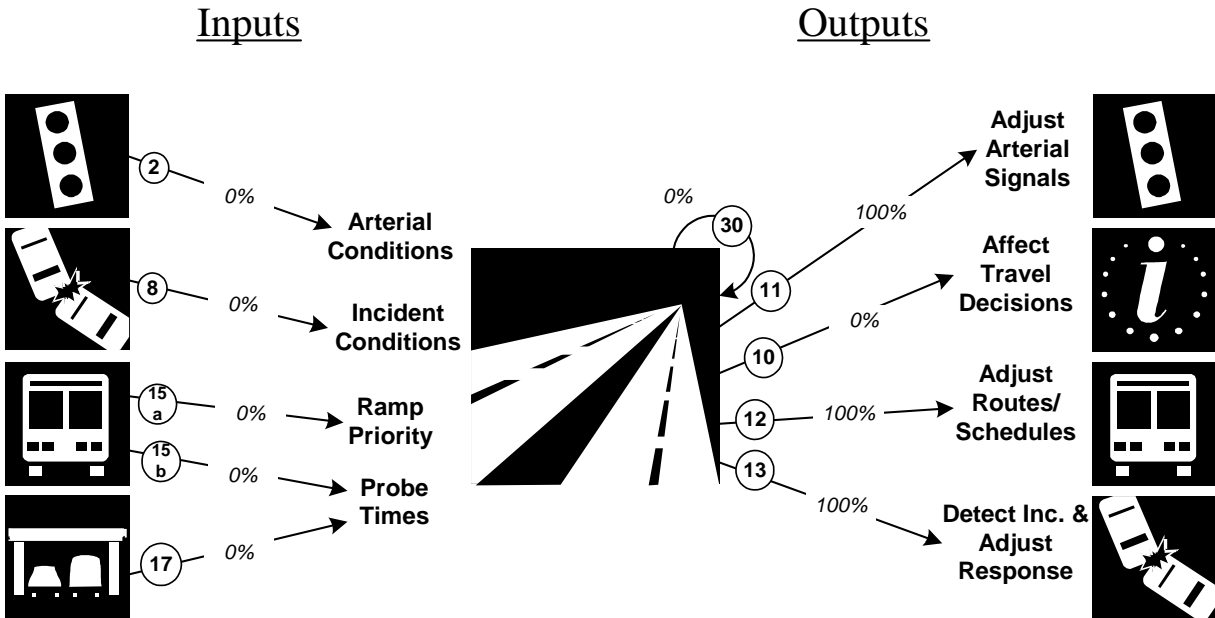 Inputs
Outputs
2
0%
Arterial
Conditions
8
0%
Incident
Conditions
15
a
0%
Ramp
Priority
15
b
0%
Probe
Times
17
0%
0%
30
11
100%
Adjust
Arterial
Signals
10
0%
Affect
Travel
Decisions
i
12
100%
Adjust
Routes/
Schedules
13
100%
Detect Inc. &
Adjust
Response